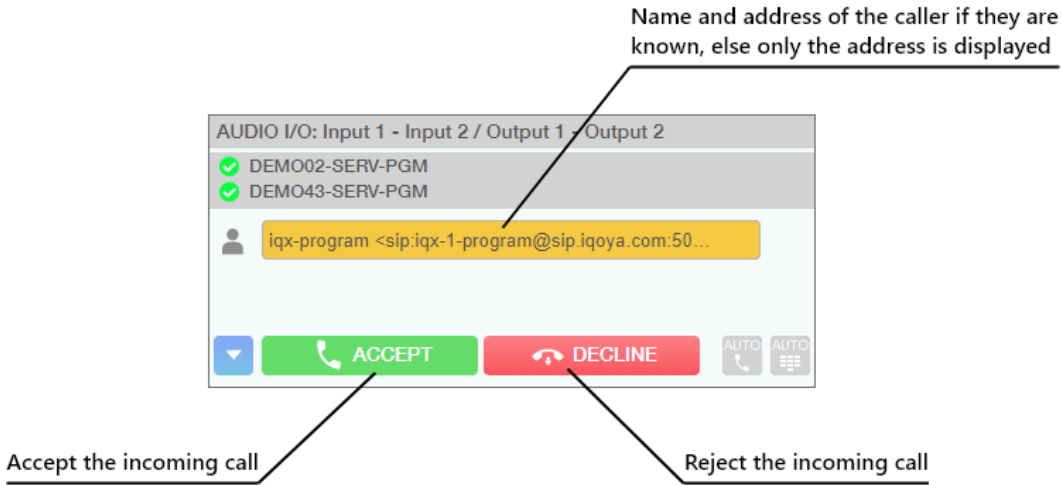 Name and address of the caller if they are
known, else only the address is displayed
AUDIO I/O: Input 1 - Input 2 / Output 1 - Output 2
DEMO02-SERV-PGM
DEMO43-SERV-PGM
iqx-program <sip:iqx-1-program@sip.iqoya.com:50...
ACCEPT
DECLINE
AUTO
AUTO
Accept the incoming call
Reject the incoming call